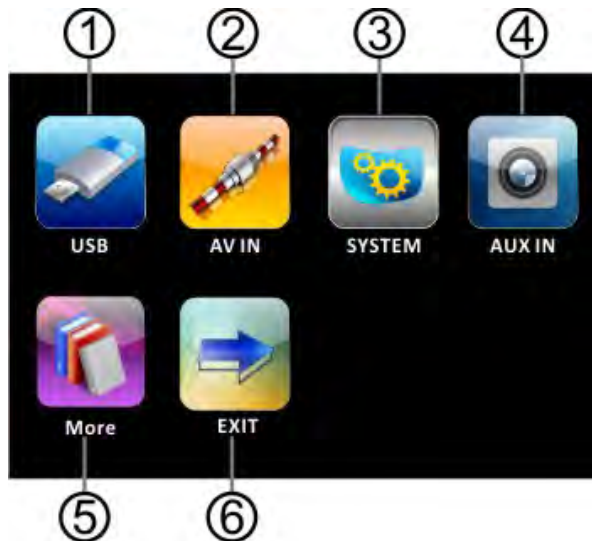 ① ② ③ ④
USB AV IN SYSTEM AUX IN
More EXIT
⑤ ⑥